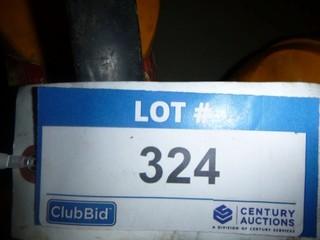 LOT #
324
ClubBid
CENTURY
AUCTIONS
A DIVISION OF CENTURY SERVICES